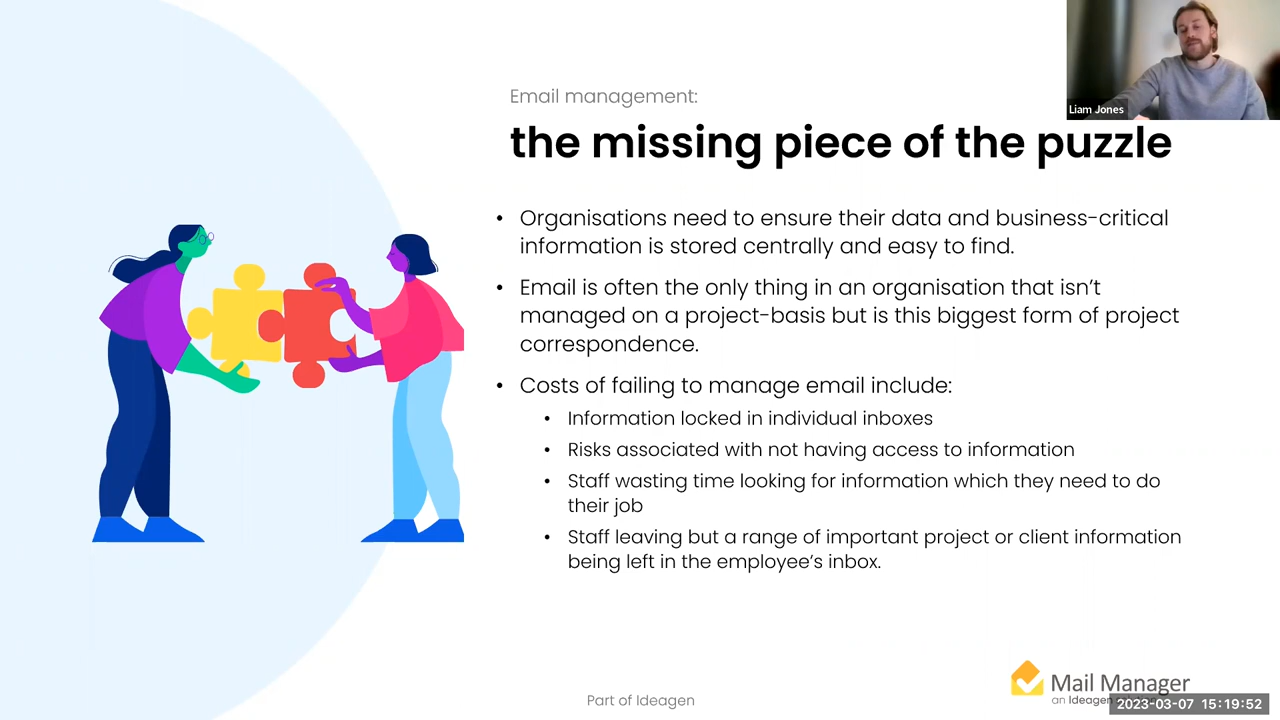 Liam Jones
Email management:
the missing piece of the puzzle
• Organisations need to ensure their data and business-critical
information is stored centrally and easy to find.
• Email is often the only thing in an organisation that isn’t
managed on a project-basis but is this biggest form of project
correspondence.
• Costs of failing to manage email include:
• Information locked in individual inboxes
• Risks associated with not having access to information
• Staff wasting time looking for information which they need to do
their job
• Staff leaving but a range of important project or client information
being left in the employee’s inbox.
Part of Ideagen
Mail Manager
an Ideagen
2023-03-07 15:19:52